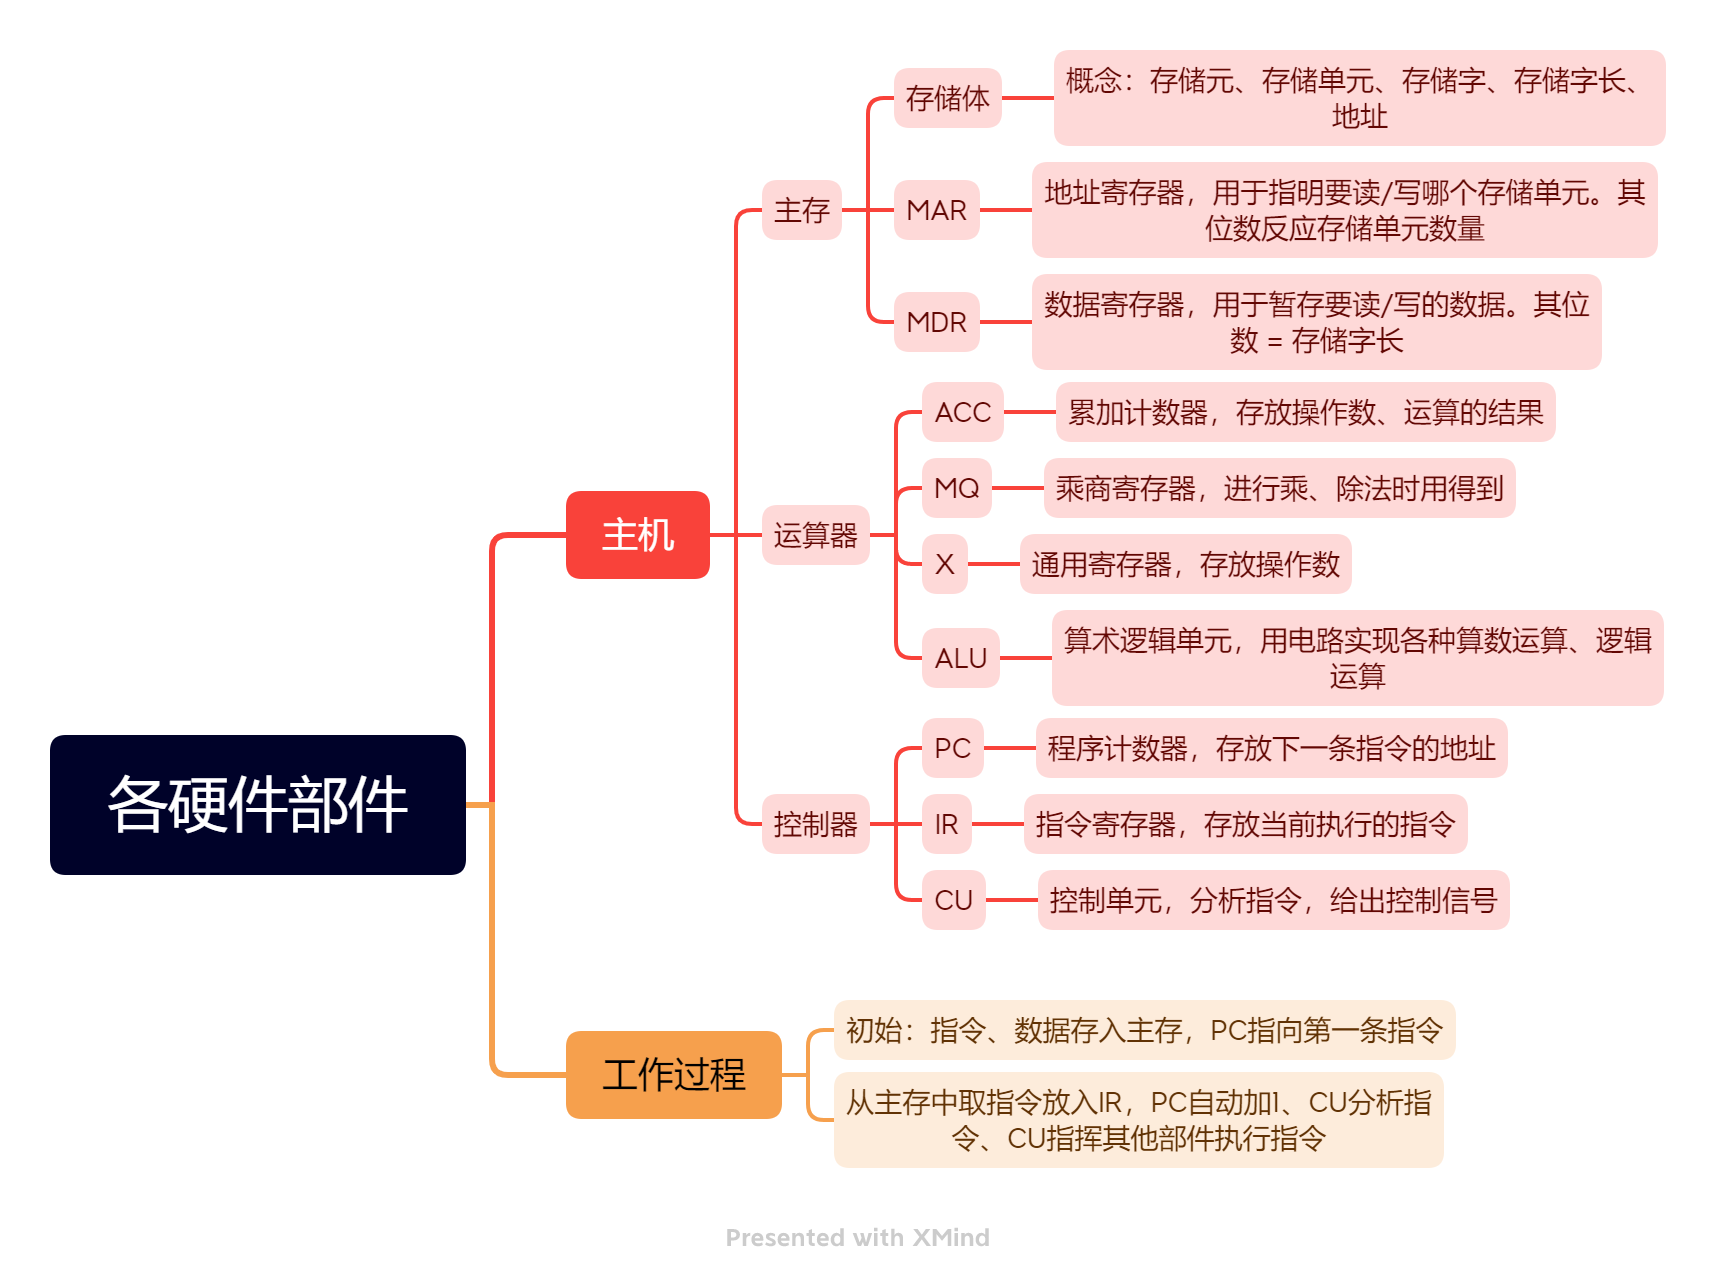 各硬件部件
主机
主存
存储体
概念：存储元、存储单元、存储字、存储字长、
地址
MAR
地址寄存器，用于指明要读/写哪个存储单元。其
位数反应存储单元数量
MDR
数据寄存器，用于暂存要读/写的数据。其位
数 = 存储字长
运算器
ACC
累加计数器，存放操作数、运算的结果
MQ
乘商寄存器，进行乘、除法时用得到
X
通用寄存器，存放操作数
ALU
算术逻辑单元，用电路实现各种算数运算、逻辑
运算
控制器
PC
程序计数器，存放下一条指令的地址
IR
指令寄存器，存放当前执行的指令
CU
控制单元，分析指令，给出控制信号
工作过程
初始：指令、数据存入主存，PC指向第一条指令
从主存中取指令放入IR，PC自动加1、CU分析指
令、CU指挥其他部件执行指令
Presented with XMind